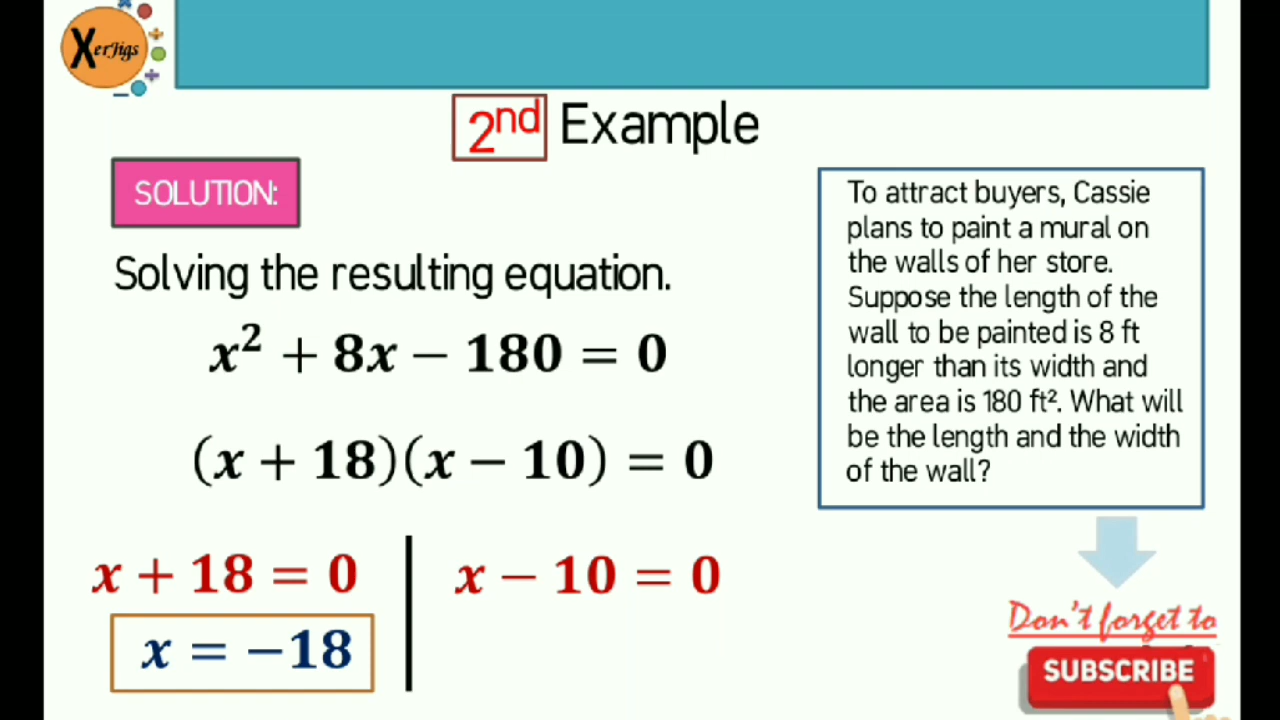 Xerjigs
2nd Example
SOLUTION:
Solving the resulting equation.
x² + 8x − 180 = 0
(x + 18)(x − 10) = 0
x + 18 = 0
x = −18
x − 10 = 0
To attract buyers, Cassie
plans to paint a mural on
the walls of her store.
Suppose the length of the
wall to be painted is 8 ft
longer than its width and
the area is 180 ft². What will
be the length and the width
of the wall?
Don't forget to
SUBSCRIBE